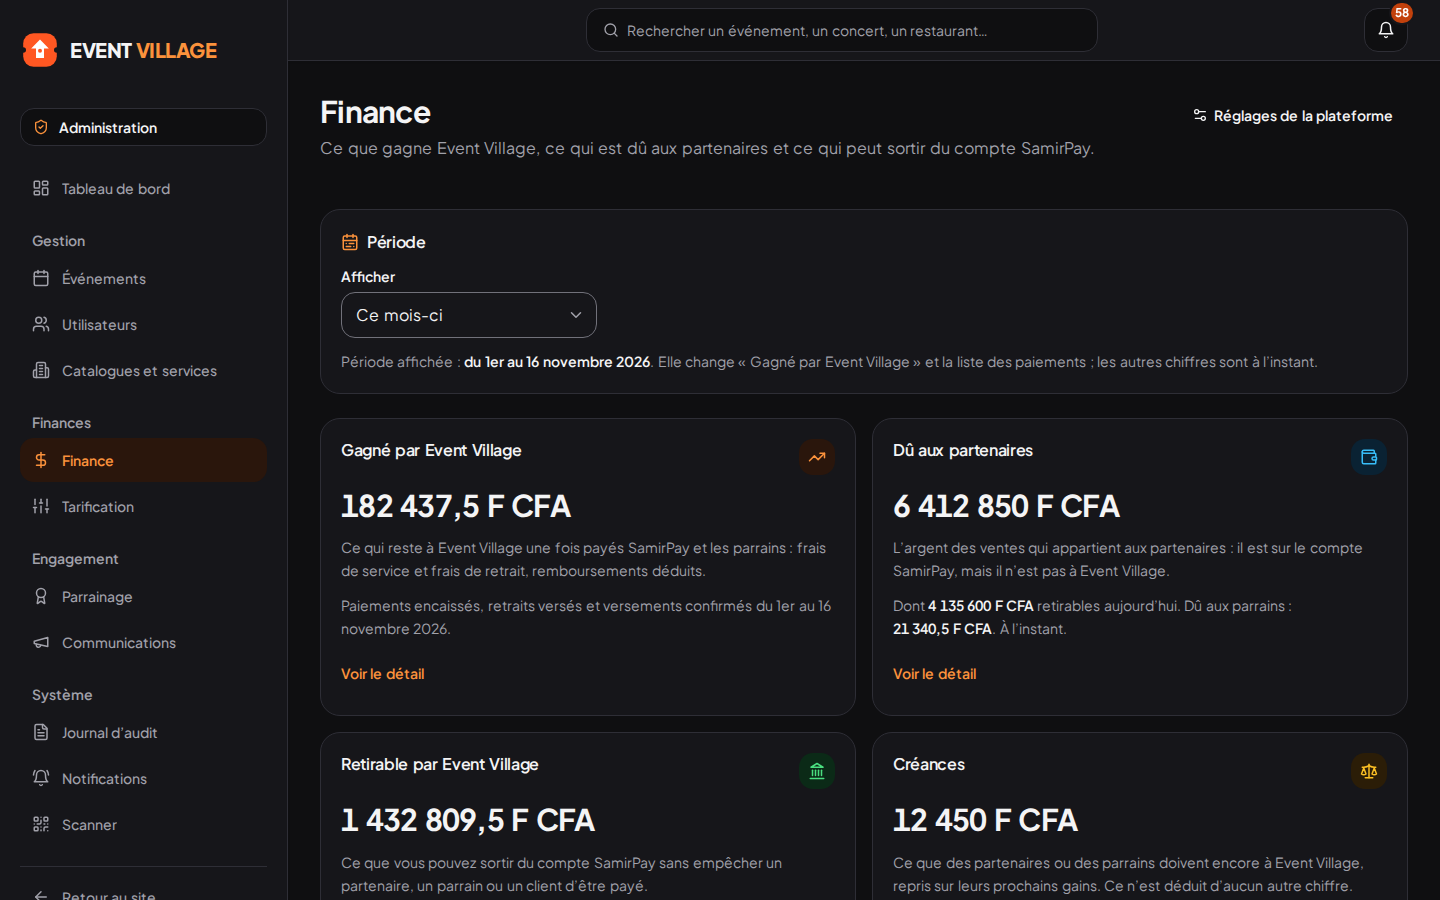 EVENT VILLAGE
Administration
Tableau de bord
Gestion
Événements
Utilisateurs
Catalogues et services
Finances
Finance
Tarification
Engagement
Parrainage
Communications
Système
Journal d'audit
Notifications
Scanner
Retour au site
Rechercher un événement, un concert, un restaurant…
58
Finance
Réglages de la plateforme
Ce que gagne Event Village, ce qui est dû aux partenaires et ce qui peut sortir du compte SamirPay.
Période
Afficher
Ce mois-ci
Période affichée : du 1er au 16 novembre 2026. Elle change « Gagné par Event Village » et la liste des paiements ; les autres chiffres sont à l'instant.
Gagné par Event Village
182 437,5 F CFA
Ce qui reste à Event Village une fois payés SamirPay et les parrains : frais
de service et frais de retrait, remboursements déduits.
Paiements encaissés, retraits versés et versements confirmés du 1er au 16
novembre 2026.
Voir le détail
Dû aux partenaires
6 412 850 F CFA
L'argent des ventes qui appartient aux partenaires : il est sur le compte
SamirPay, mais il n'est pas à Event Village.
Dont 4 135 600 F CFA retirables aujourd'hui. Dû aux parrains :
21 340,5 F CFA. À l'instant.
Voir le détail
Retirable par Event Village
1 432 809,5 F CFA
Ce que vous pouvez sortir du compte SamirPay sans empêcher un
partenaire, un parrain ou un client d'être payé.
Créances
12 450 F CFA
Ce que des partenaires ou des parrains doivent encore à Event Village,
repris sur leurs prochains gains. Ce n'est déduit d'aucun autre chiffre.